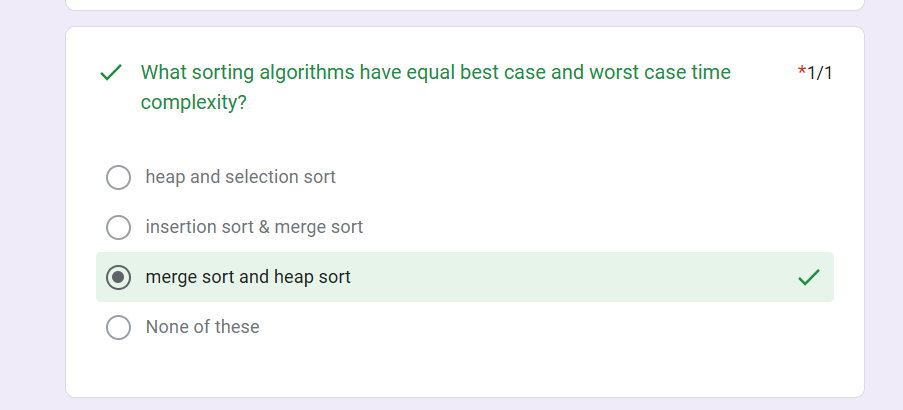 What sorting algorithms have equal best case and worst case time
complexity?
*1/1
heap and selection sort
insertion sort & merge sort
merge sort and heap sort
None of these